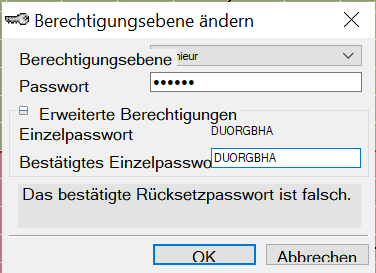 Berechtigungsebene ändern
Berechtigungsebene nieur
Passwort ••••••
Erweiterte Berechtigungen
Einzelpasswort DUORGBHA
Bestätigtes Einzelpasswo DUORGBHA
Das bestätigte Rücksetzpasswort ist falsch.
OK Abbrechen